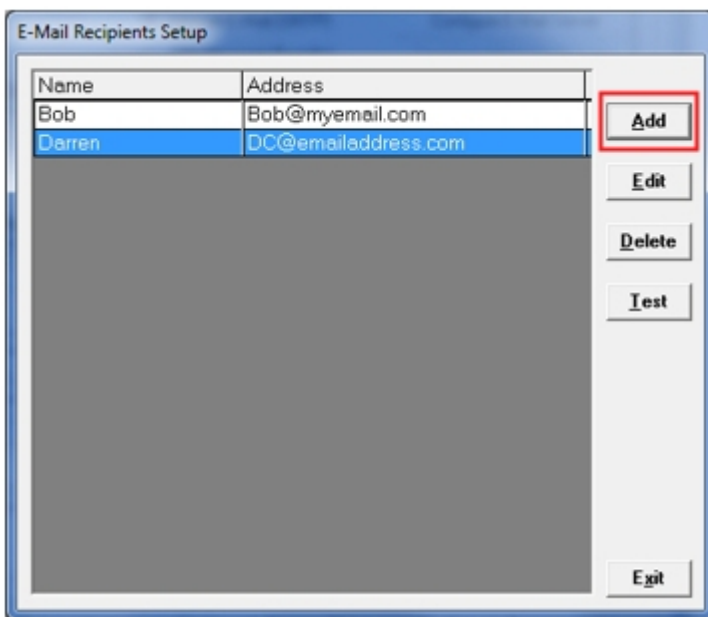 E-Mail Recipients Setup
Name Address
Bob Bob@myemail.com
Darren DC@emailaddress.com
Add
Edit
Delete
Test
Exit